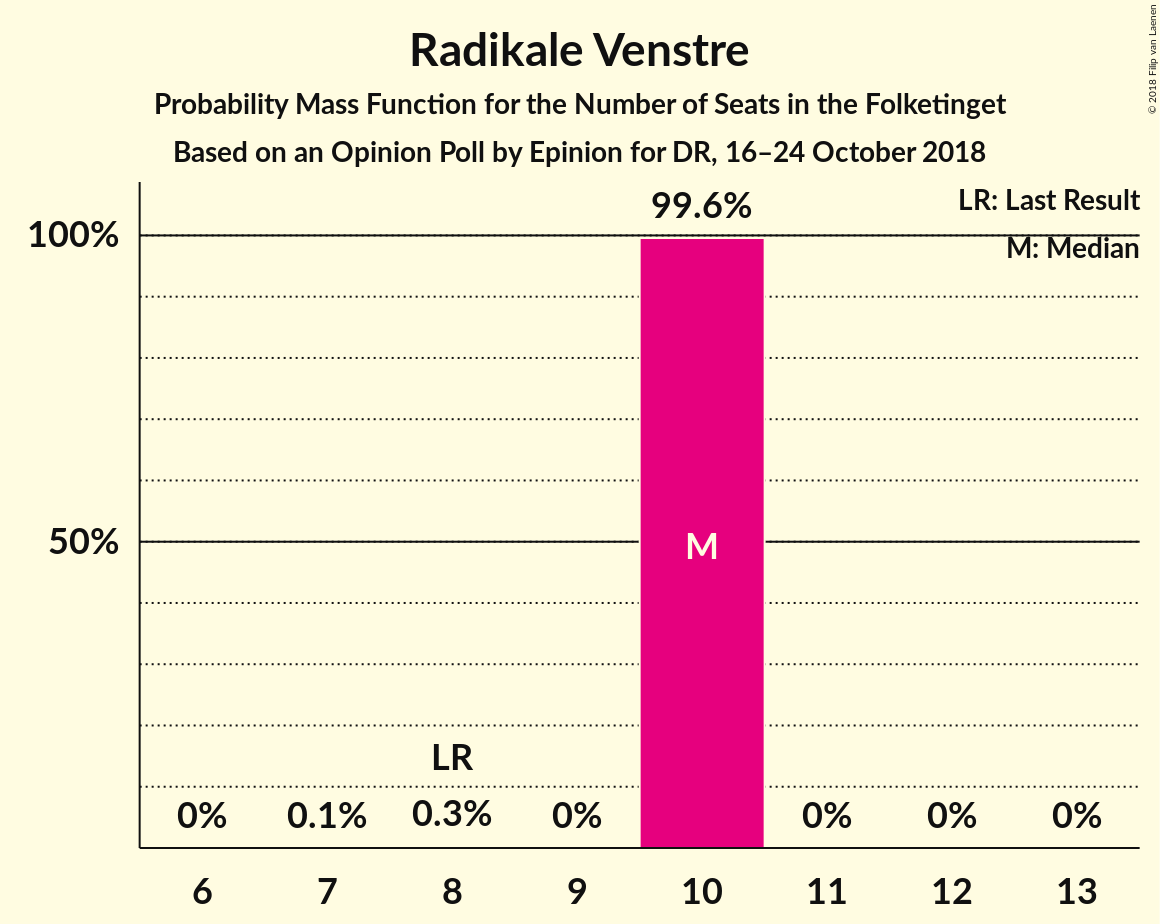 Radikale Venstre
Probability Mass Function for the Number of Seats in the Folketinget
Based on an Opinion Poll by Epinion for DR, 16–24 October 2018
© 2018 Filip van Laenen
LR: Last Result
M: Median
99.6%
100%
50%
M
LR
0% 0.1% 0.3% 0% 0% 0% 0%
6 7 8 9 10 11 12 13